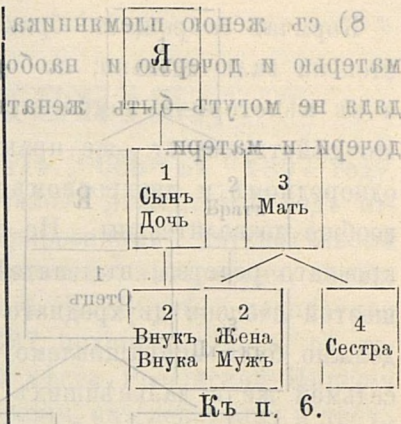 Я
1
Сынъ
Дочь
3
Мать
2
Внукъ
Внука
2
Жена
Мужъ
4
Сестра
Къ п. 6.